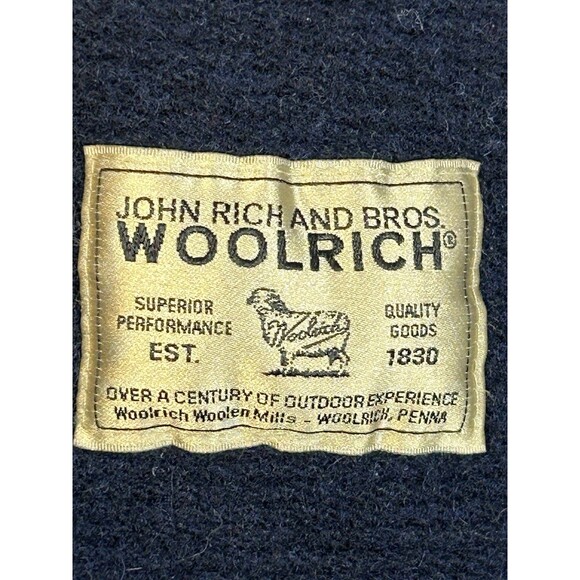 JOHN RICH AND BROS.
WOOLRICH®
SUPERIOR
PERFORMANCE
EST.
Woolrich
QUALITY
GOODS
1830
OVER A CENTURY OF OUTDOOR EXPERIENCE
Woolrich Woolen Mills - WOOLRICH, PENNA